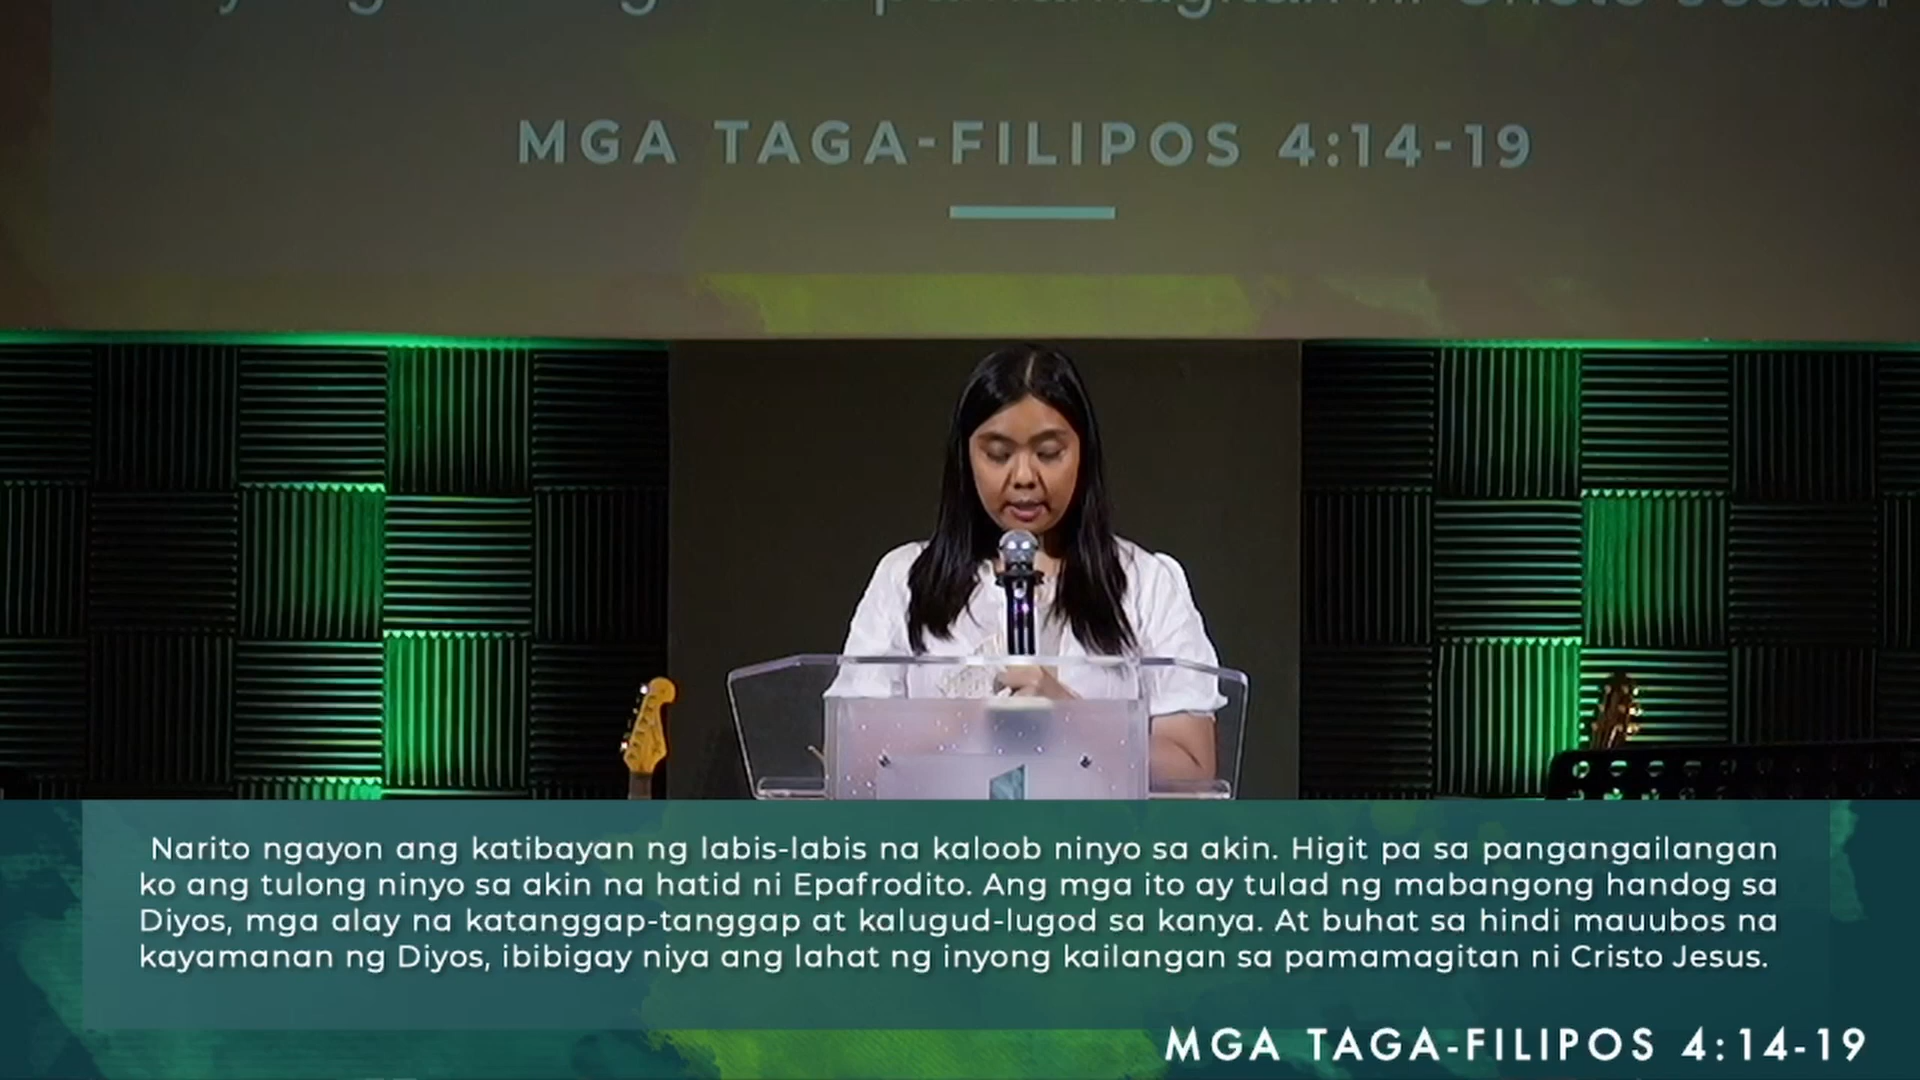 MGA TAGA-FILIPOS 4:14-19
Narito ngayon ang katibayan ng labis-labis na kaloob ninyo sa akin. Higit pa sa pangangailangan
ko ang tulong ninyo sa akin na hatid ni Epafrodito. Ang mga ito ay tulad ng mabangong handog sa
Diyos, mga alay na katanggap-tanggap at kalugud-lugod sa kanya. At buhat sa hindi mauubos na
kayamanan ng Diyos, ibibigay niya ang lahat ng inyong kailangan sa pamamagitan ni Cristo Jesus.
MGA TAGA-FILIPOS 4:14-19